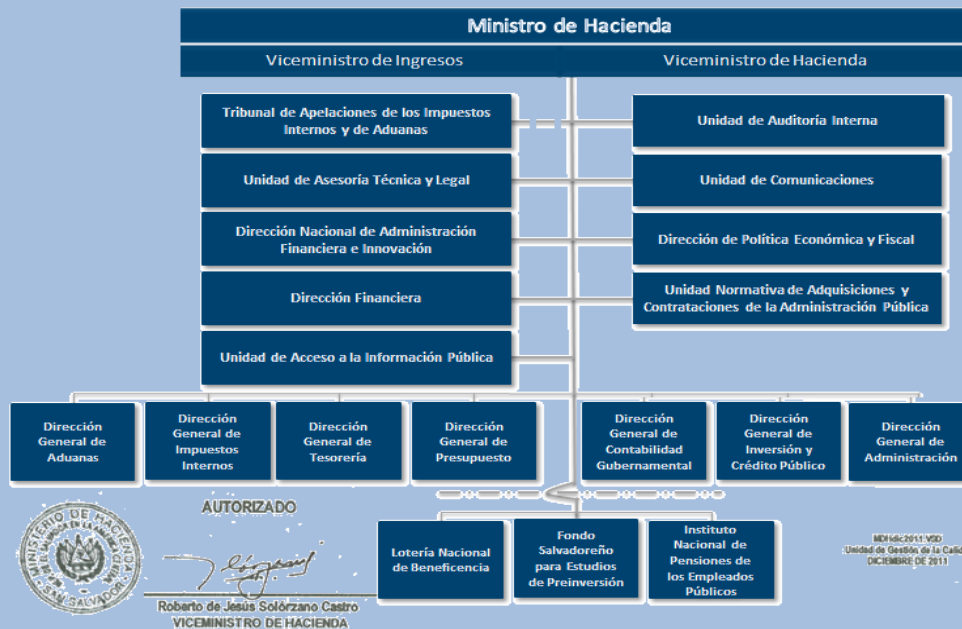 Ministro de Hacienda
Viceministro de Ingresos
Viceministro de Hacienda
Tribunal de Apelaciones de los Impuestos
Internos y de Aduanas
Unidad de Auditoría Interna
Unidad de Asesoría Técnica y Legal
Unidad de Comunicaciones
Dirección Nacional de Administración
Financiera e Innovación
Dirección de Política Económica y Fiscal
Dirección Financiera
Unidad Normativa de Adquisiciones y
Contrataciones de la Administración Pública
Unidad de Acceso a la Información Pública
Dirección
General de
Aduanas
Dirección
General de
Impuestos
Internos
Dirección
General de
Tesorería
Dirección
General de
Presupuesto
Dirección
General de
Contabilidad
Gubernamental
Dirección
General de
Inversión y
Crédito Público
Dirección
General de
Administración
AUTORIZADO
Lotería Nacional
de Beneficencia
Fondo
Salvadoreño
para Estudios
de Preinversión
Instituto
Nacional de
Pensiones de
los Empleados
Públicos
MINISTERIO DE HACIENDA
SAN SALVADOR
Roberto de Jesús Solórzano Castro
VICEMINISTRO DE HACIENDA
Unidad de Gestión de la Calid
DICIEMBRE DE 2011